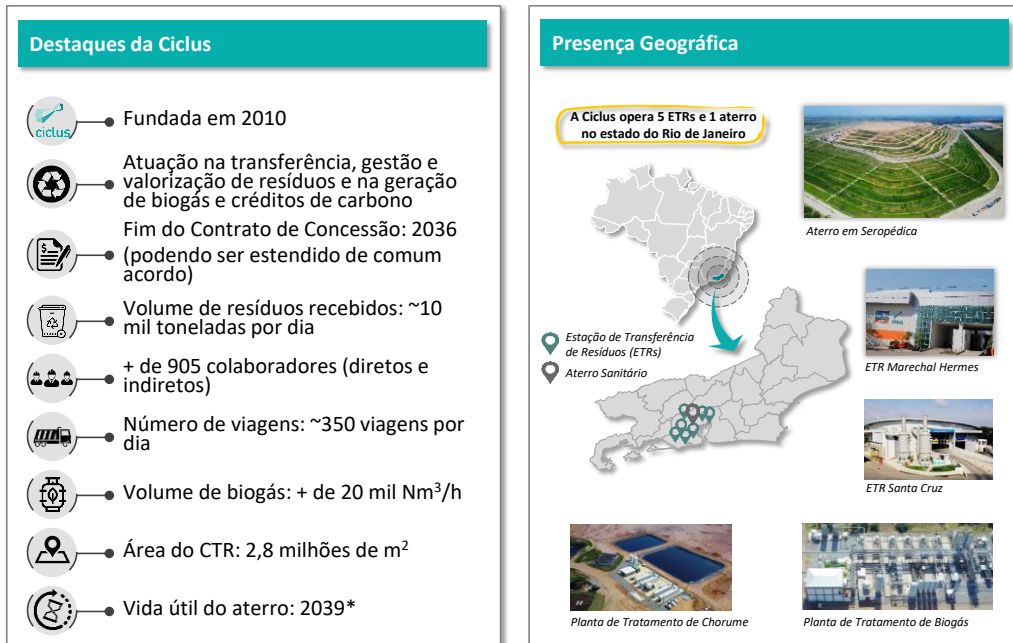 Destaques da Ciclus
ciclus
Fundada em 2010
Atuação na transferência, gestão e
valorização de resíduos e na geração
de biogás e créditos de carbono
Fim do Contrato de Concessão: 2036
(podendo ser estendido de comum
acordo)
Volume de resíduos recebidos: ~10
mil toneladas por dia
+ de 905 colaboradores (diretos e
indiretos)
Número de viagens: ~350 viagens por
dia
Volume de biogás: + de 20 mil Nm³/h
Área do CTR: 2,8 milhões de m²
Vida útil do aterro: 2039*
Presença Geográfica
A Ciclus opera 5 ETRs e 1 aterro
no estado do Rio de Janeiro
Aterro em Seropédica
Estação de Transferência
de Resíduos (ETRs)
Aterro Sanitário
ETR Marechal Hermes
ETR Santa Cruz
Planta de Tratamento de Chorume
Planta de Tratamento de Biogás